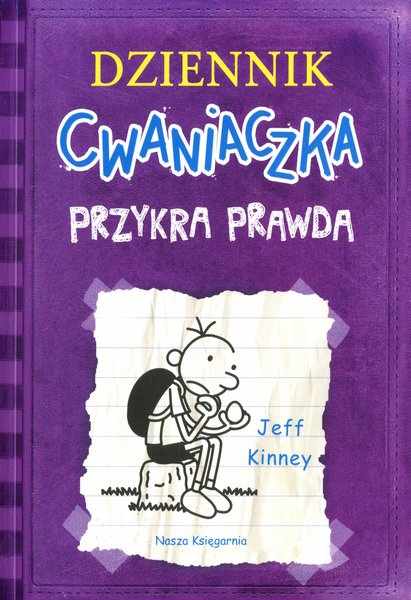 DZIENNIK
CWANIACZKA
PRZYKRA PRAWDA
Jeff
Kinney
Nasza Księgarnia